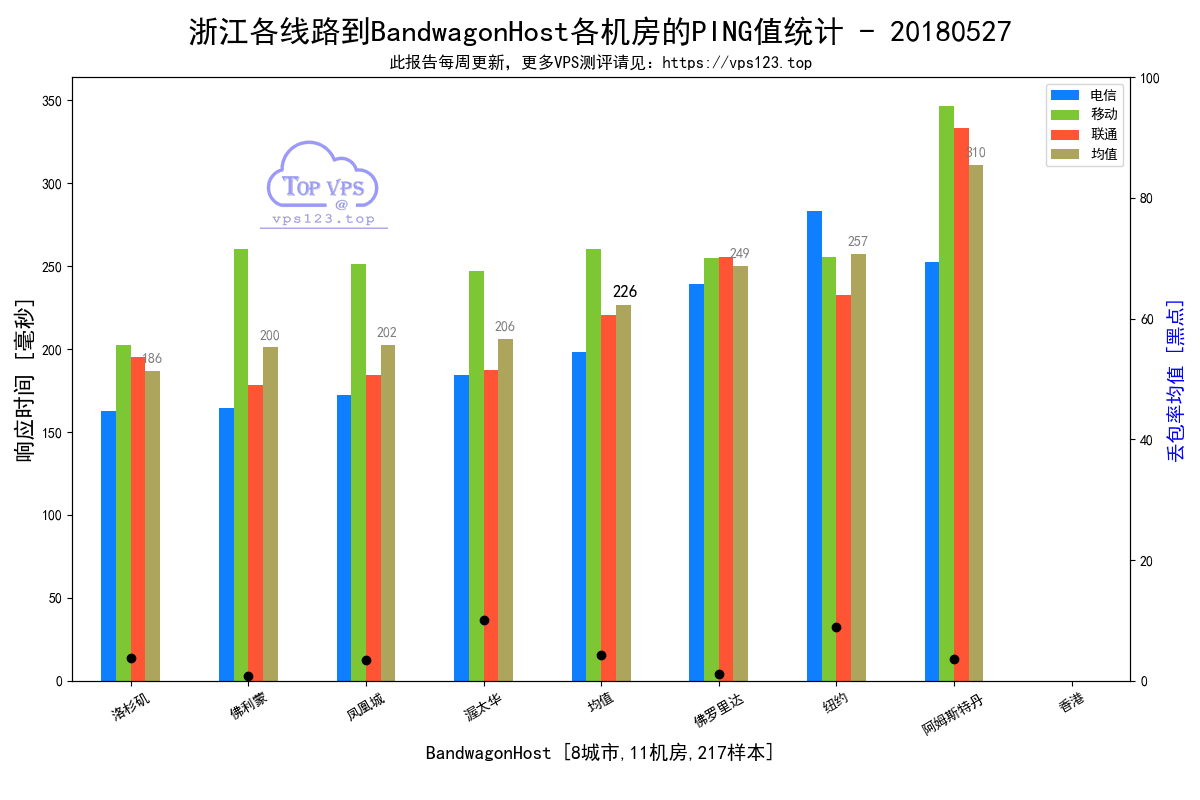 浙江各线路到BandwagonHost各机房的PING值统计 - 20180527
此报告每周更新，更多VPS测评请见：https://vps123.top
电信
移动
联通
均值
TOP VPS
@
vps123.top
响应时间 [毫秒]
350
300
250
200
150
100
50
0
186
200
202
206
226
249
257
310
100
80
60
40
20
0
丢包率均值 [黑点]
洛杉矶
佛利蒙
凤凰城
渥太华
均值
佛罗里达
纽约
阿姆斯特丹
香港
BandwagonHost [8城市,11机房,217样本]